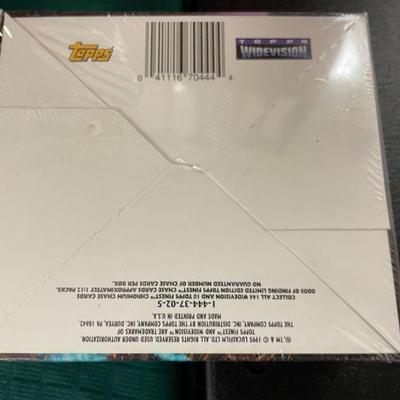 TOPPS
TOPPS
WIDEVISION
0 41116 70444 4
®, TM & © 1995 LUCASFILM LTD. ALL RIGHTS RESERVED. USED UNDER AUTHORIZATION.
TOPPS FINEST™ AND WIDEVISION ARE TRADEMARKS OF
THE TOPPS COMPANY, INC. DISTRIBUTION BY THE TOPPS COMPANY, INC. DURYEA, PA 18642.
MADE AND PRINTED IN U.S.A.
1-444-37-02-5
COLLECT ALL 144 WIDEVISION AND 10 TOPPS FINEST™ CHROMIUM CHASE CARDS
ODDS OF FINDING LIMITED EDITION TOPPS FINEST™ CHASE CARDS APPROXIMATELY 1:12 PACKS.
NO GUARANTEED NUMBER OF CHASE CARDS PER BOX.